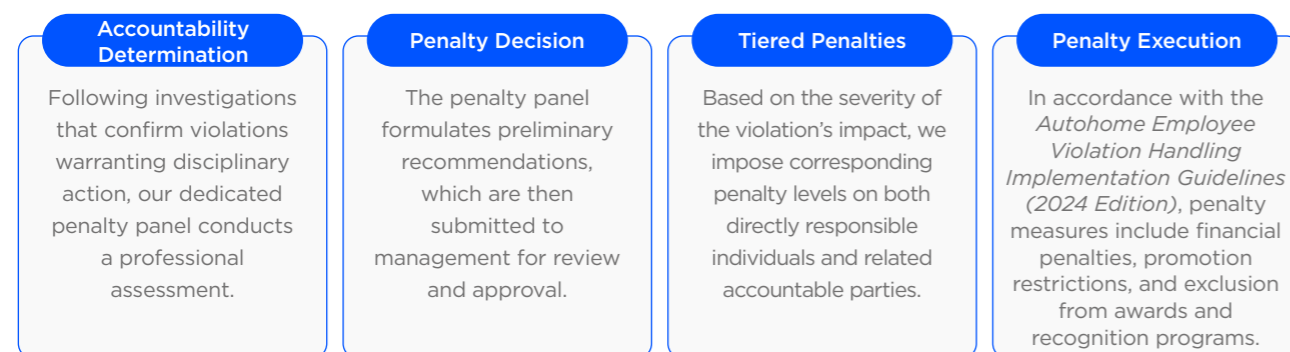 Accountability
Determination
Following investigations
that confirm violations
warranting disciplinary
action, our dedicated
penalty panel conducts
a professional
assessment.
Penalty Decision
The penalty panel
formulates preliminary
recommendations,
which are then
submitted to
management for review
and approval.
Tiered Penalties
Based on the severity of
the violation’s impact, we
impose corresponding
penalty levels on both
directly responsible
individuals and related
accountable parties.
Penalty Execution
In accordance with the
Autohome Employee
Violation Handling
Implementation Guidelines
(2024 Edition), penalty
measures include financial
penalties, promotion
restrictions, and exclusion
from awards and
recognition programs.